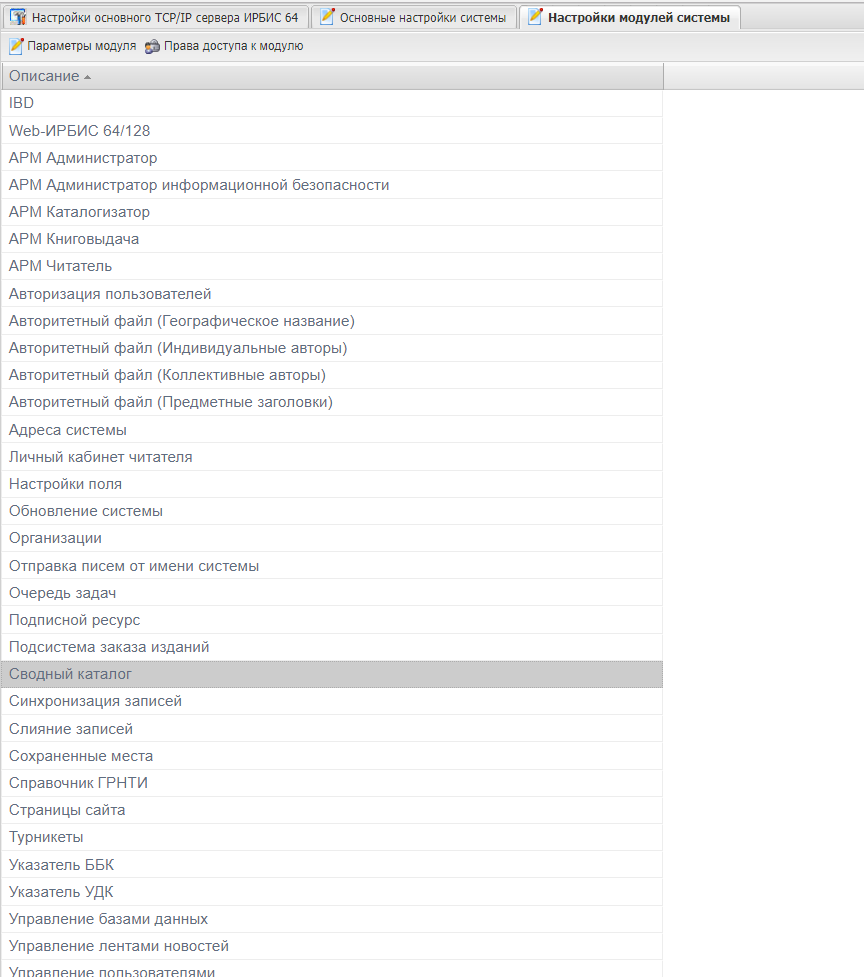 Настройки основного TCP/IP сервера ИРБИС 64 Основные настройки системы Настройки модулей системы
Параметры модуля Права доступа к модулю
Описание
IBD
Web-ИРБИС 64/128
АРМ Администратор
АРМ Администратор информационной безопасности
АРМ Каталогизатор
АРМ Книговыдача
АРМ Читатель
Авторизация пользователей
Авторитетный файл (Географическое название)
Авторитетный файл (Индивидуальные авторы)
Авторитетный файл (Коллективные авторы)
Авторитетный файл (Предметные заголовки)
Адреса системы
Личный кабинет читателя
Настройки поля
Обновление системы
Организации
Отправка писем от имени системы
Очередь задач
Подписной ресурс
Подсистема заказа изданий
Сводный каталог
Синхронизация записей
Слияние записей
Сохраненные места
Справочник ГРНТИ
Страницы сайта
Турникеты
Указатель ББК
Указатель УДК
Управление базами данных
Управление лентами новостей
Управление пользователями